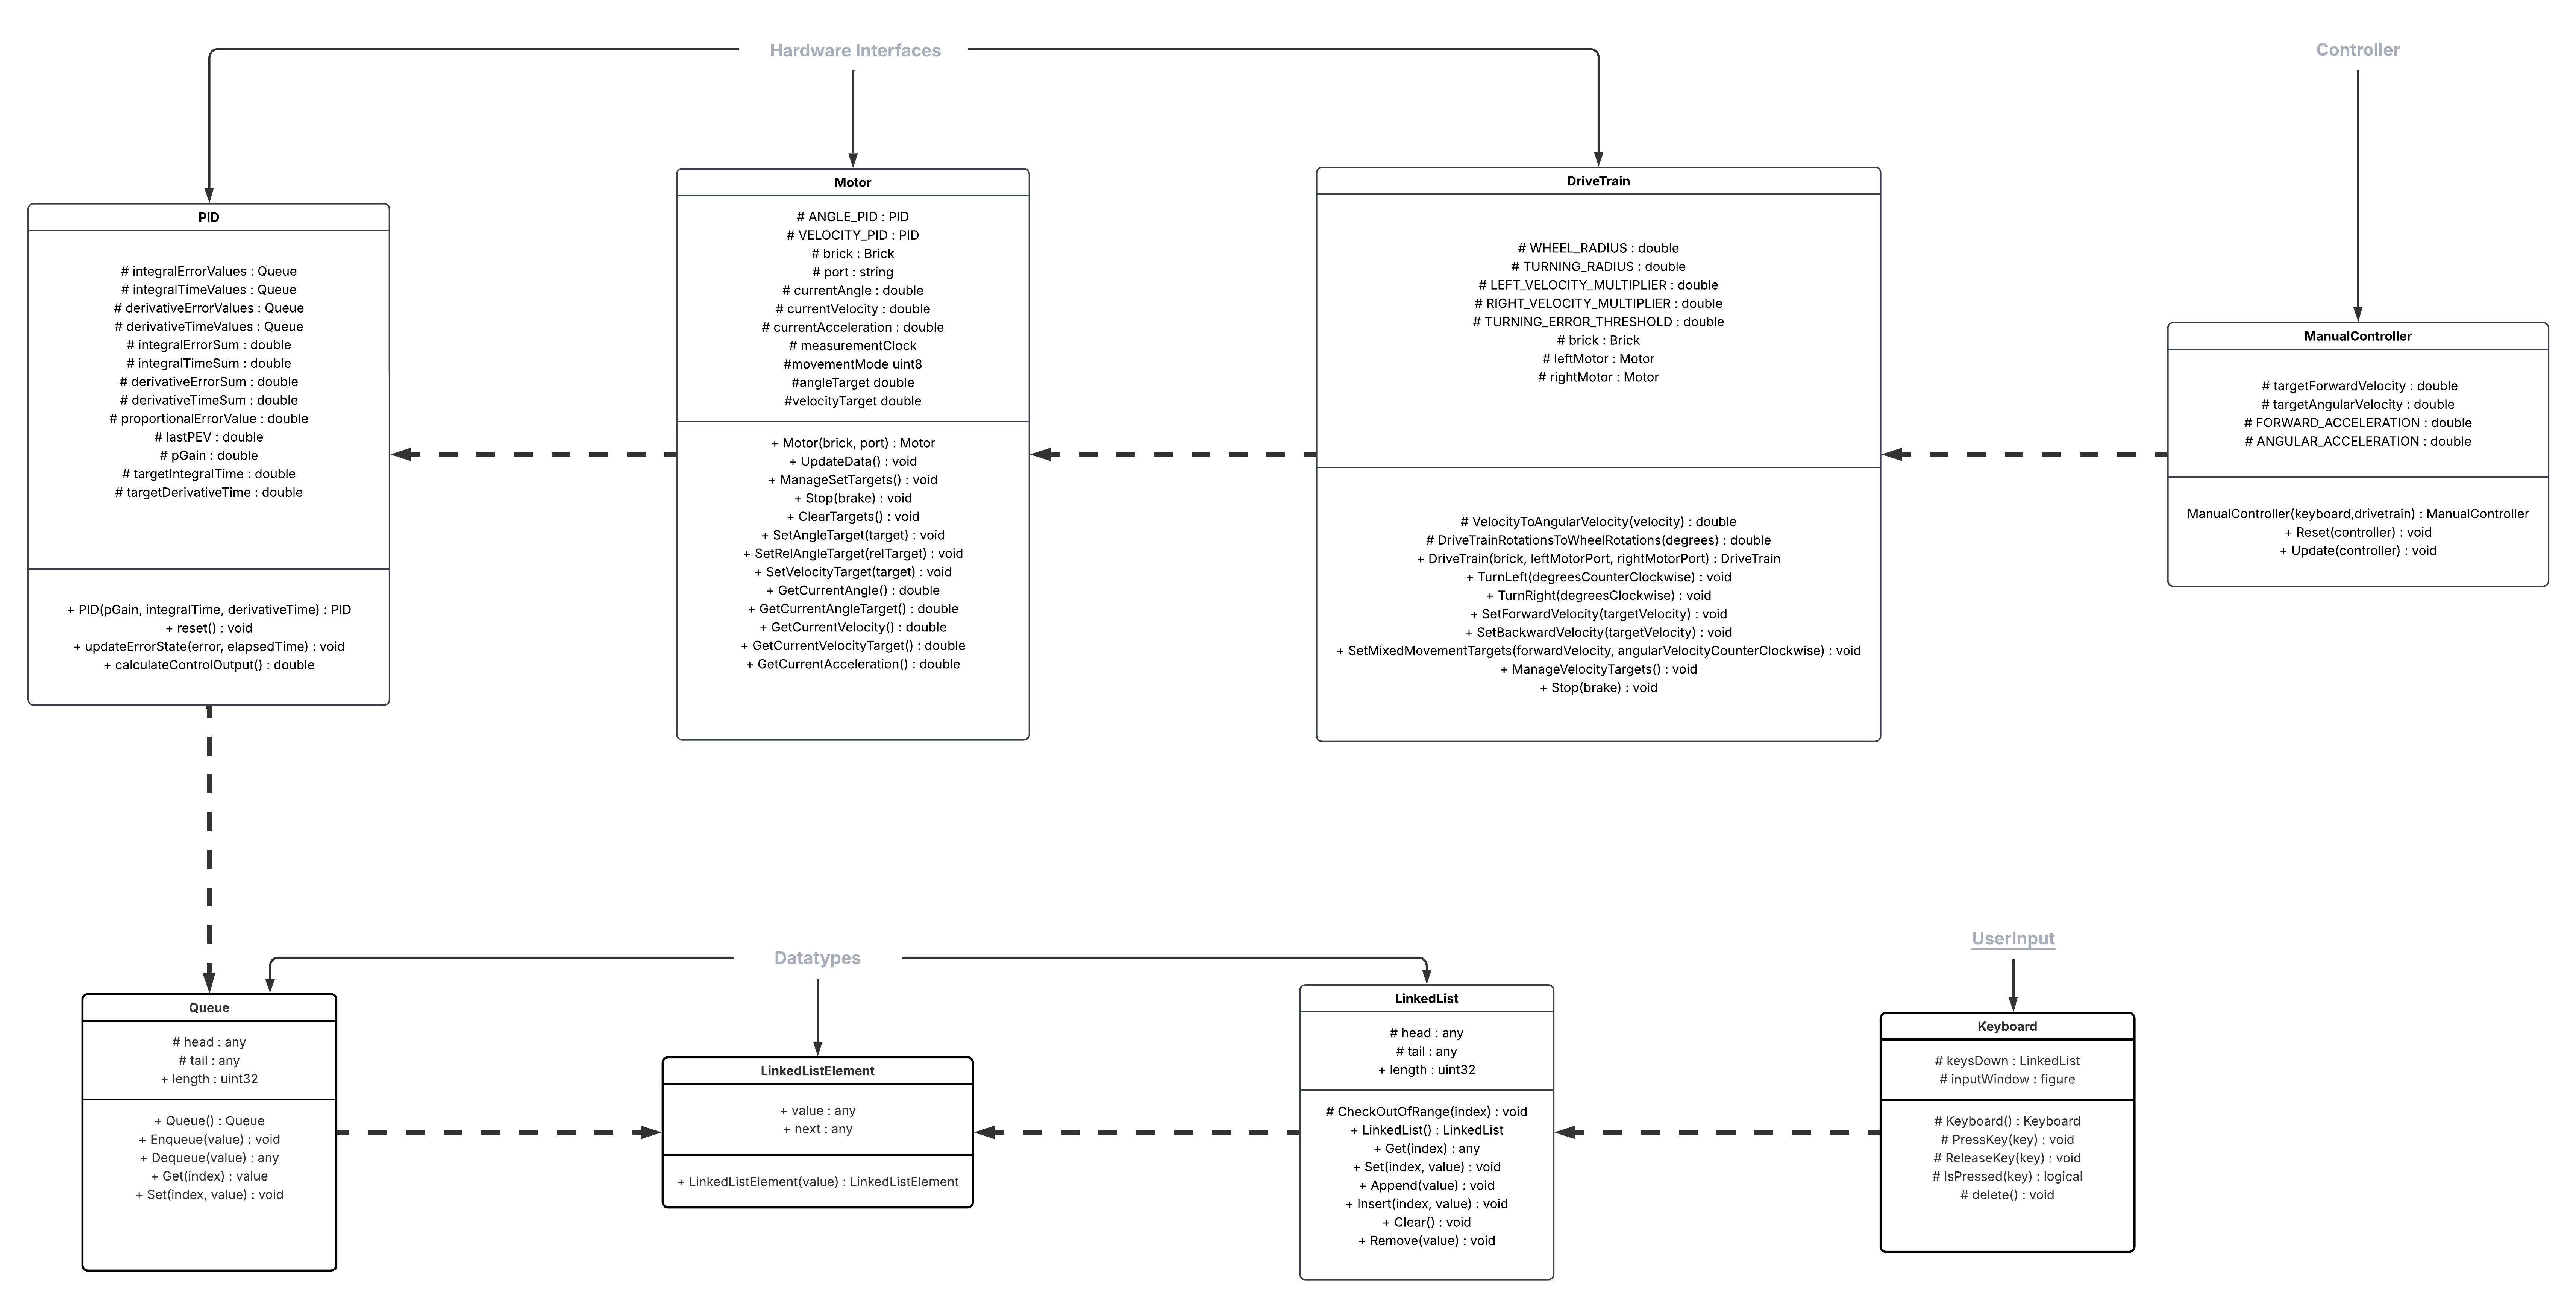 Hardware Interfaces
Controller
PID
# integralErrorValues : Queue
# integralTimeValues : Queue
# derivativeErrorValues : Queue
# derivativeTimeValues : Queue
# integralErrorSum : double
# integralTimeSum : double
# derivativeErrorSum : double
# derivativeTimeSum : double
# proportionalErrorValue : double
# lastPEV : double
# pGain : double
# targetIntegralTime : double
# targetDerivativeTime : double
+ PID(pGain, integralTime, derivativeTime) : PID
+ reset() : void
+ updateErrorState(error, elapsedTime) : void
+ calculateControlOutput() : double
Motor
# ANGLE_PID : PID
# VELOCITY_PID : PID
# brick : Brick
# port : string
# currentAngle : double
# currentVelocity : double
# currentAcceleration : double
# measurementClock
#movementMode uint8
#angleTarget double
#velocityTarget double
+ Motor(brick, port) : Motor
+ UpdateData() : void
+ ManageSetTargets() : void
+ Stop(brake) : void
+ ClearTargets() : void
+ SetAngleTarget(target) : void
+ SetRelAngleTarget(relTarget) : void
+ SetVelocityTarget(target) : void
+ GetCurrentAngle() : double
+ GetCurrentAngleTarget() : double
+ GetCurrentVelocity() : double
+ GetCurrentVelocityTarget() : double
+ GetCurrentAcceleration() : double
DriveTrain
# WHEEL_RADIUS : double
# TURNING_RADIUS : double
# LEFT_VELOCITY_MULTIPLIER : double
# RIGHT_VELOCITY_MULTIPLIER : double
# TURNING_ERROR_THRESHOLD : double
# brick : Brick
# leftMotor : Motor
# rightMotor : Motor
# VelocityToAngularVelocity(velocity) : double
# DriveTrainRotationsToWheelRotations(degrees) : double
+ DriveTrain(brick, leftMotorPort, rightMotorPort) : DriveTrain
+ TurnLeft(degreesCounterClockwise) : void
+ TurnRight(degreesClockwise) : void
+ SetForwardVelocity(targetVelocity) : void
+ SetBackwardVelocity(targetVelocity) : void
+ SetMixedMovementTargets(forwardVelocity, angularVelocityCounterClockwise) : void
+ ManageVelocityTargets() : void
+ Stop(brake) : void
ManualController
# targetForwardVelocity : double
# targetAngularVelocity : double
# FORWARD_ACCELERATION : double
# ANGULAR_ACCELERATION : double
ManualController(keyboard,drivetrain) : ManualController
+ Reset(controller) : void
+ Update(controller) : void
Datatypes
UserInput
Queue
# head : any
# tail : any
+ length : uint32
+ Queue() : Queue
+ Enqueue(value) : void
+ Dequeue(value) : any
+ Get(index) : value
+ Set(index, value) : void
LinkedListElement
+ value : any
+ next : any
+ LinkedListElement(value) : LinkedListElement
LinkedList
# head : any
# tail : any
+ length : uint32
# CheckOutOfRange(index) : void
+ LinkedList() : LinkedList
+ Get(index) : any
+ Set(index, value) : void
+ Append(value) : void
+ Insert(index, value) : void
+ Clear() : void
+ Remove(value) : void
Keyboard
# keysDown : LinkedList
# inputWindow : figure
# Keyboard() : Keyboard
# PressKey(key) : void
# ReleaseKey(key) : void
# IsPressed(key) : logical
# delete() : void